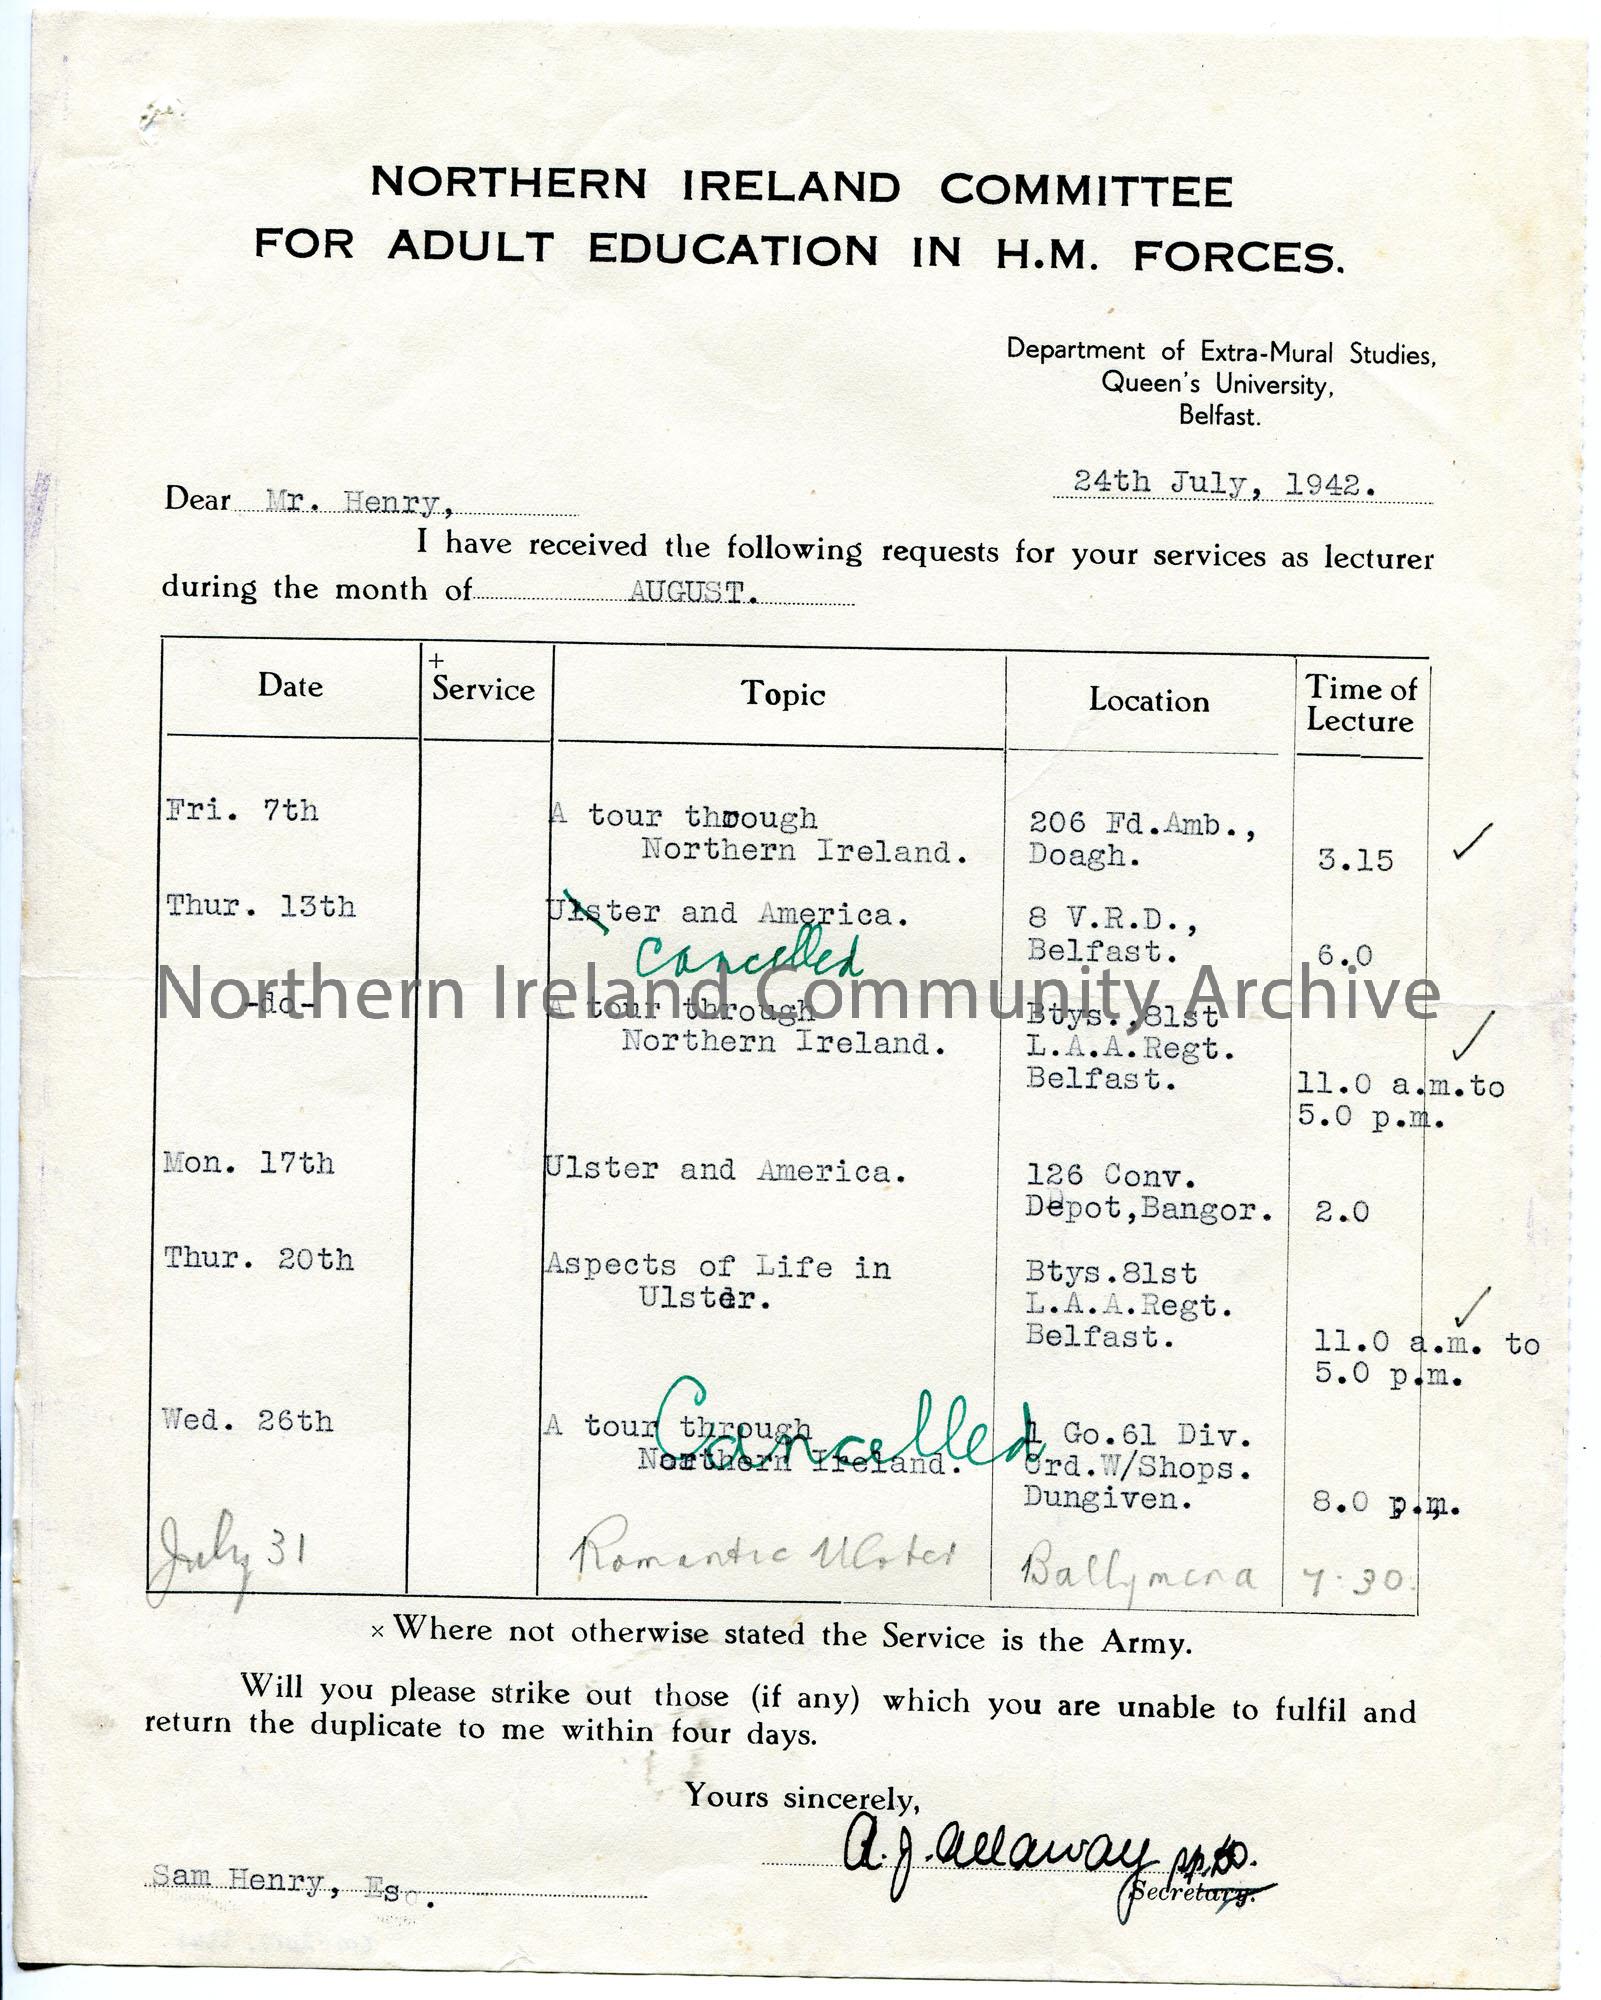 NORTHERN IRELAND COMMITTEE
FOR ADULT EDUCATION IN H.M. FORCES.
Department of Extra-Mural Studies,
Queen's University,
Belfast.
24th July, 1942.
Dear Mr. Henry,
I have received the following requests for your services as lecturer
during the month of AUGUST.
Date + Service Topic Location Time of
Lecture
Fri. 7th A tour through 206 Fd.Amb.,
Northern Ireland. Doagh. 3.15 ✓
Thur. 13th Ulster and America. 8 V.R.D.,
Cancelled Belfast. 6.0
Northern Ireland Community Archive
-do- A tour through Btys.,81st
Northern Ireland. L.A.A.Regt. ✓
Belfast. 11.0 a.m.to
5.0 p.m.
Mon. 17th Ulster and America. 126 Conv.
Depot,Bangor. 2.0
Thur. 20th Aspects of Life in Btys.81st
Ulster. L.A.A.Regt. ✓
Belfast. 11.0 a.m. to
5.0 p.m.
Cancelled
Wed. 26th A tour through 1 Go.61 Div.
Northern Ireland. Ord.W/Shops.
Dungiven. 8.0 p.m.
July 31 Romantic Ulster Ballymena 7.30.
× Where not otherwise stated the Service is the Army.
Will you please strike out those (if any) which you are unable to fulfil and
return the duplicate to me within four days.
Yours sincerely,
A. J. Allaway pp.
Secretary.
Sam Henry, Esq.